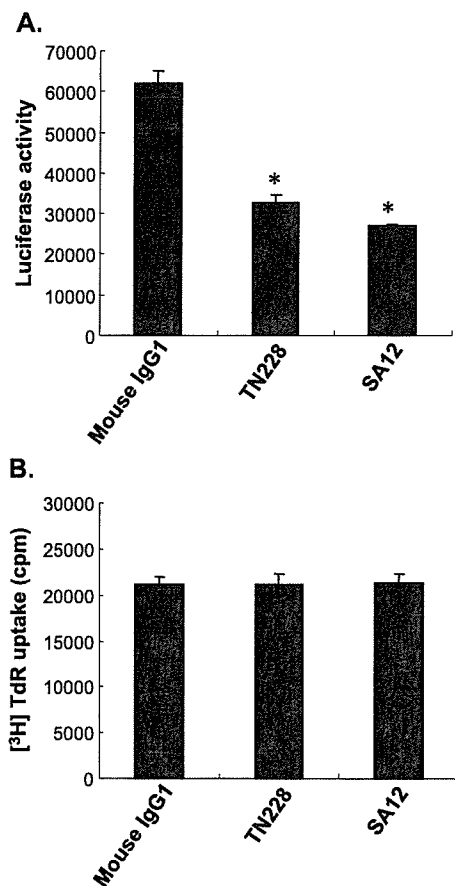 A.
70000
60000
50000
40000
30000
20000
10000
0
Luciferase activity
*
*
Mouse IgG1
TN228
SA12
B.
30000
25000
20000
15000
10000
5000
0
[³H] TdR uptake (cpm)
Mouse IgG1
TN228
SA12